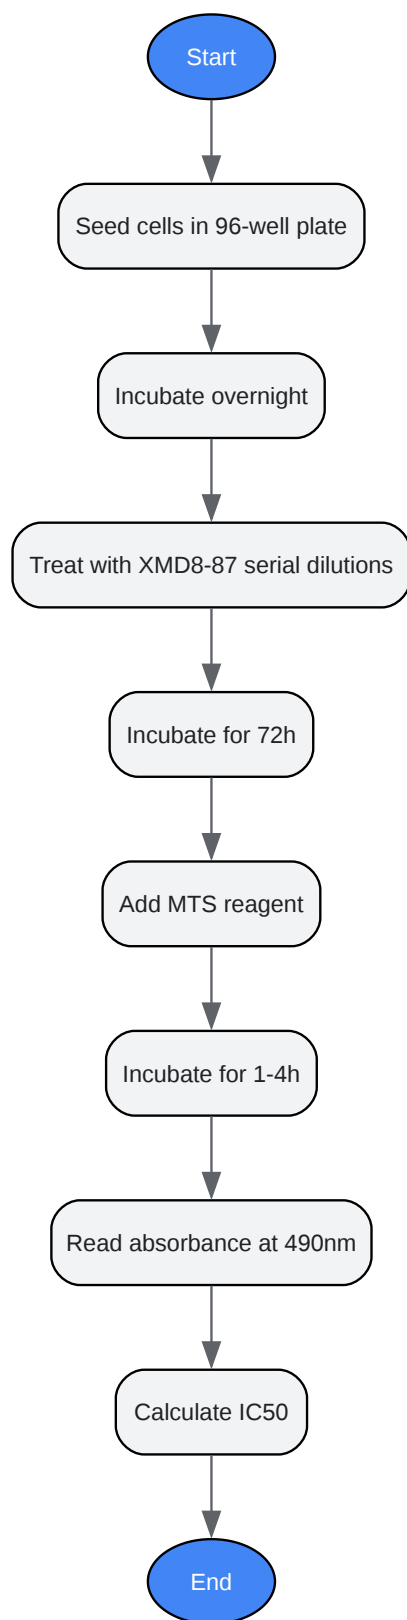 Start
Seed cells in 96-well plate
Incubate overnight
Treat with XMD8-87 serial dilutions
Incubate for 72h
Add MTS reagent
Incubate for 1-4h
Read absorbance at 490nm
Calculate IC50
End